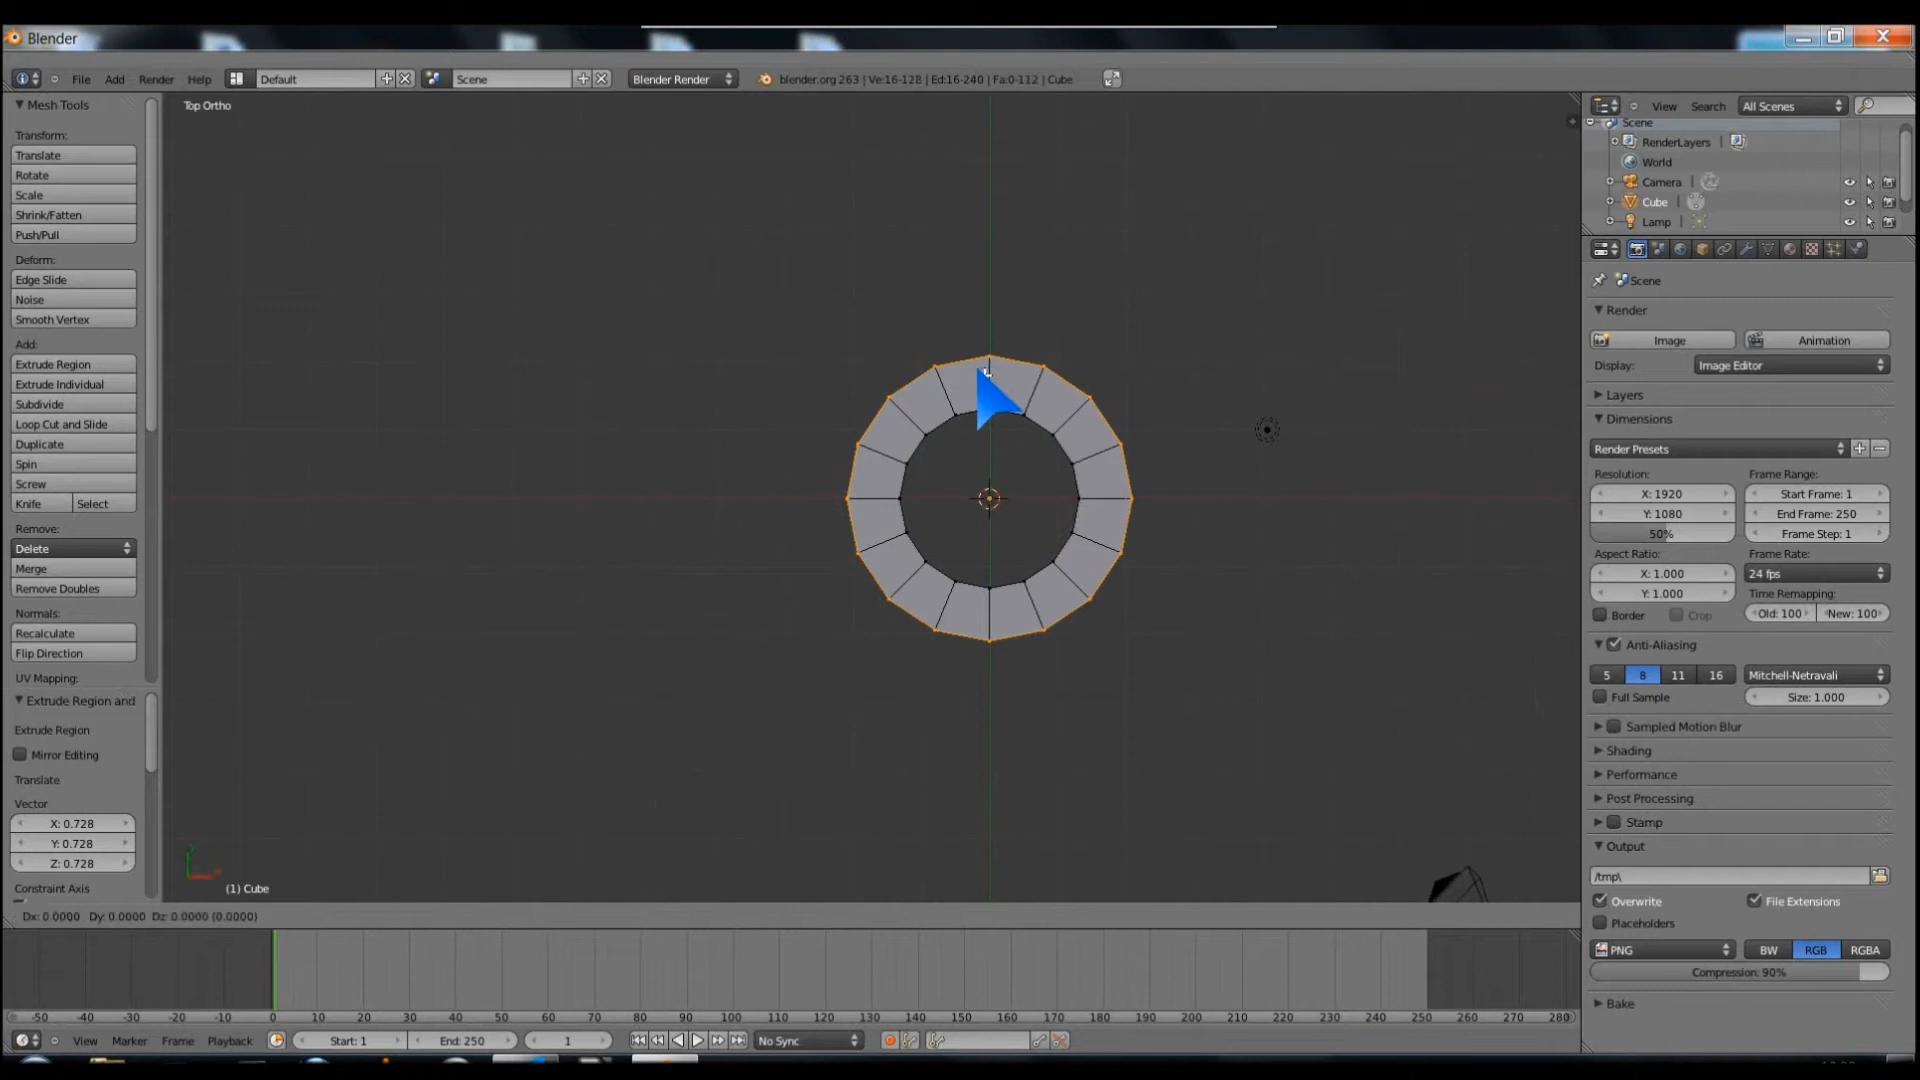 Blender
File Add Render Help Default Scene Blender Render blender.org 263 | Ve:16-128 | Ed:16-240 | Fa:0-112 | Cube
Mesh Tools
Transform:
Translate
Rotate
Scale
Shrink/Fatten
Push/Pull
Deform:
Edge Slide
Noise
Smooth Vertex
Add:
Extrude Region
Extrude Individual
Subdivide
Loop Cut and Slide
Duplicate
Spin
Screw
Knife Select
Remove:
Delete
Merge
Remove Doubles
Normals:
Recalculate
Flip Direction
UV Mapping:
Extrude Region and
Extrude Region
Mirror Editing
Translate
Vector
X: 0.728
Y: 0.728
Z: 0.728
Constraint Axis
Top Ortho
(1) Cube
Dx: 0.0000 Dy: 0.0000 Dz: 0.0000 (0.0000)
View Search All Scenes
Scene
RenderLayers |
World
Camera |
Cube |
Lamp |
Scene
Render
Image Animation
Display: Image Editor
Layers
Dimensions
Render Presets
Resolution: Frame Range:
X: 1920 Start Frame: 1
Y: 1080 End Frame: 250
50% Frame Step: 1
Aspect Ratio: Frame Rate:
X: 1.000 24 fps
Y: 1.000 Time Remapping:
Border Crop Old: 100 New: 100
Anti-Aliasing
5 8 11 16 Mitchell-Netravali
Full Sample Size: 1.000
Sampled Motion Blur
Shading
Performance
Post Processing
Stamp
Output
/tmp\
Overwrite File Extensions
Placeholders
PNG BW RGB RGBA
Compression: 90%
Bake
-50 -40 -30 -20 -10 0 10 20 30 40 50 60 70 80 90 100 110 120 130 140 150 160 170 180 190 200 210 220 230 240 250 260 270 280
View Marker Frame Playback Start: 1 End: 250 1 No Sync